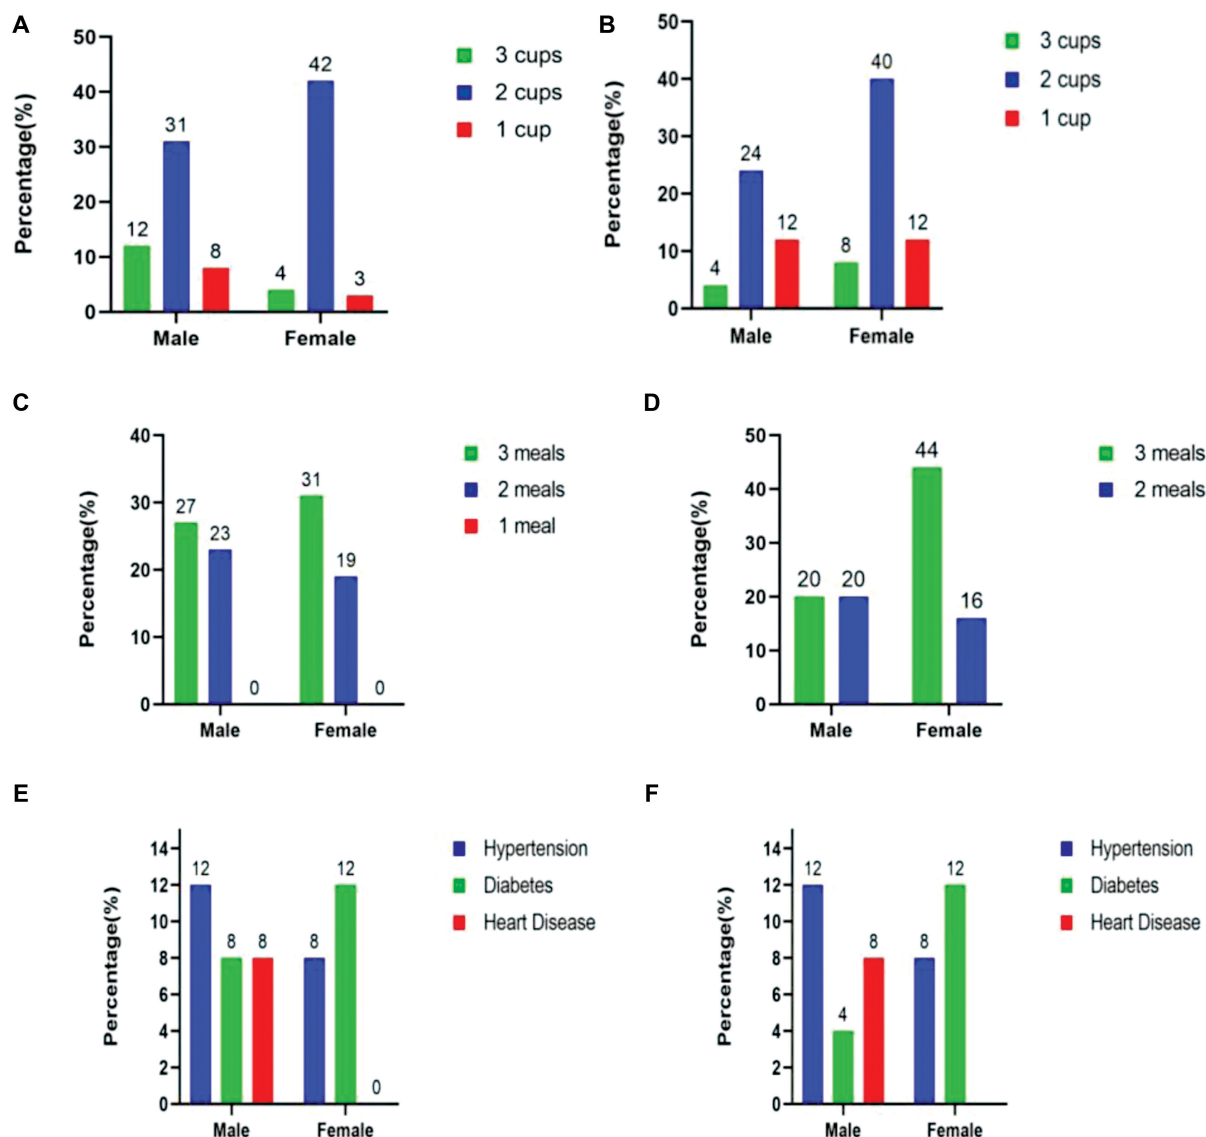 A
Percentage(%)
50
40
30
20
10
0
12
31
8
4
42
3
Male
Female
3 cups
2 cups
1 cup
B
Percentage(%)
50
40
30
20
10
0
4
24
12
8
40
12
Male
Female
3 cups
2 cups
1 cup
C
Percentage(%)
40
30
20
10
0
27
23
0
31
19
0
Male
Female
3 meals
2 meals
1 meal
D
Percentage(%)
50
40
30
20
10
0
20
20
44
16
Male
Female
3 meals
2 meals
E
Percentage(%)
14
12
10
8
6
4
2
0
12
8
8
8
12
0
Male
Female
Hypertension
Diabetes
Heart Disease
F
Percentage(%)
14
12
10
8
6
4
2
0
12
4
8
8
12
Male
Female
Hypertension
Diabetes
Heart Disease